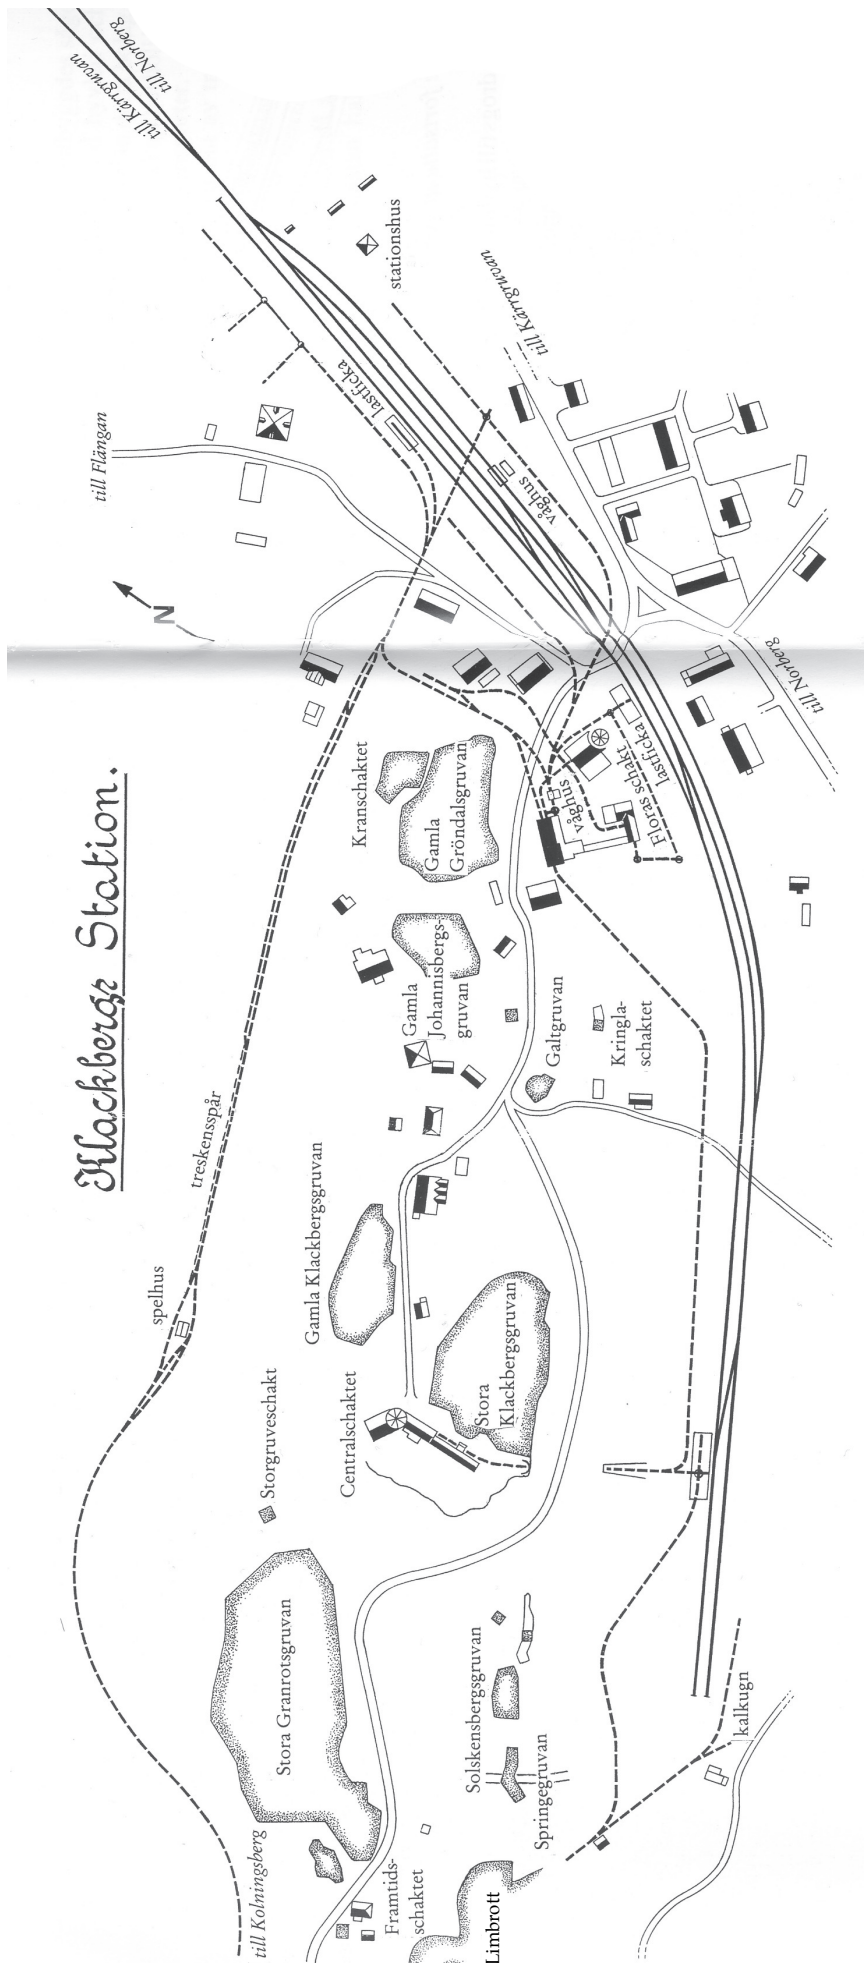 Klackbergs Station.
till Norberg
till Kärrgruvan
stationshus
till Kärrgruvan
lastficka
till Flängan
våghus
N
till Norberg
lastficka
Floras schakt
våghus
Kranschaktet
Gamla
Gröndalsgruvan
Gamla
Johannisbergs-
gruvan
Galtgruvan
Kringla-
schaktet
treskensspår
Gamla Klackbergsgruvan
spelhus
Stora
Klackbergsgruvan
Centralschaktet
Storgruveschakt
Stora Granrotsgruvan
Solskensbergsgruvan
Springegruvan
kalkugn
till Kolningsberg
Framtids-
schaktet
Limbrott